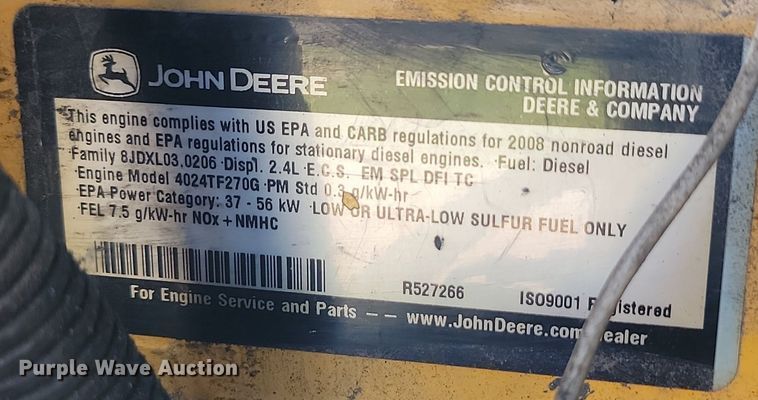 JOHN DEERE
EMISSION CONTROL INFORMATION
DEERE & COMPANY
This engine complies with US EPA and CARB regulations for 2008 nonroad diesel
engines and EPA regulations for stationary diesel engines. ·Fuel: Diesel
·Family 8JDXL03.0206 ·Displ. 2.4L ·E.C.S. EM SPL DFI TC
·Engine Model 4024TF270G ·PM Std 0.3 g/kW-hr
·EPA Power Category: 37 - 56 kW ·LOW OR ULTRA-LOW SULFUR FUEL ONLY
·FEL 7.5 g/kW-hr NOx + NMHC
R527266 ISO9001 Registered
For Engine Service and Parts — — www.JohnDeere.com/dealer
Purple Wave Auction